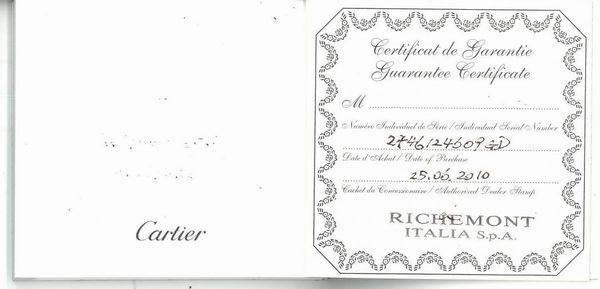 Cartier
Certificat de Garantie
Guarantee Certificate
M
Numéro Individuel de Série / Individual Serial Number
Date d'Achat / Date of Purchase
25.06.2010
Cachet du Concessionnaire / Authorized Dealer Stamp
RICHEMONT
ITALIA S.p.A.